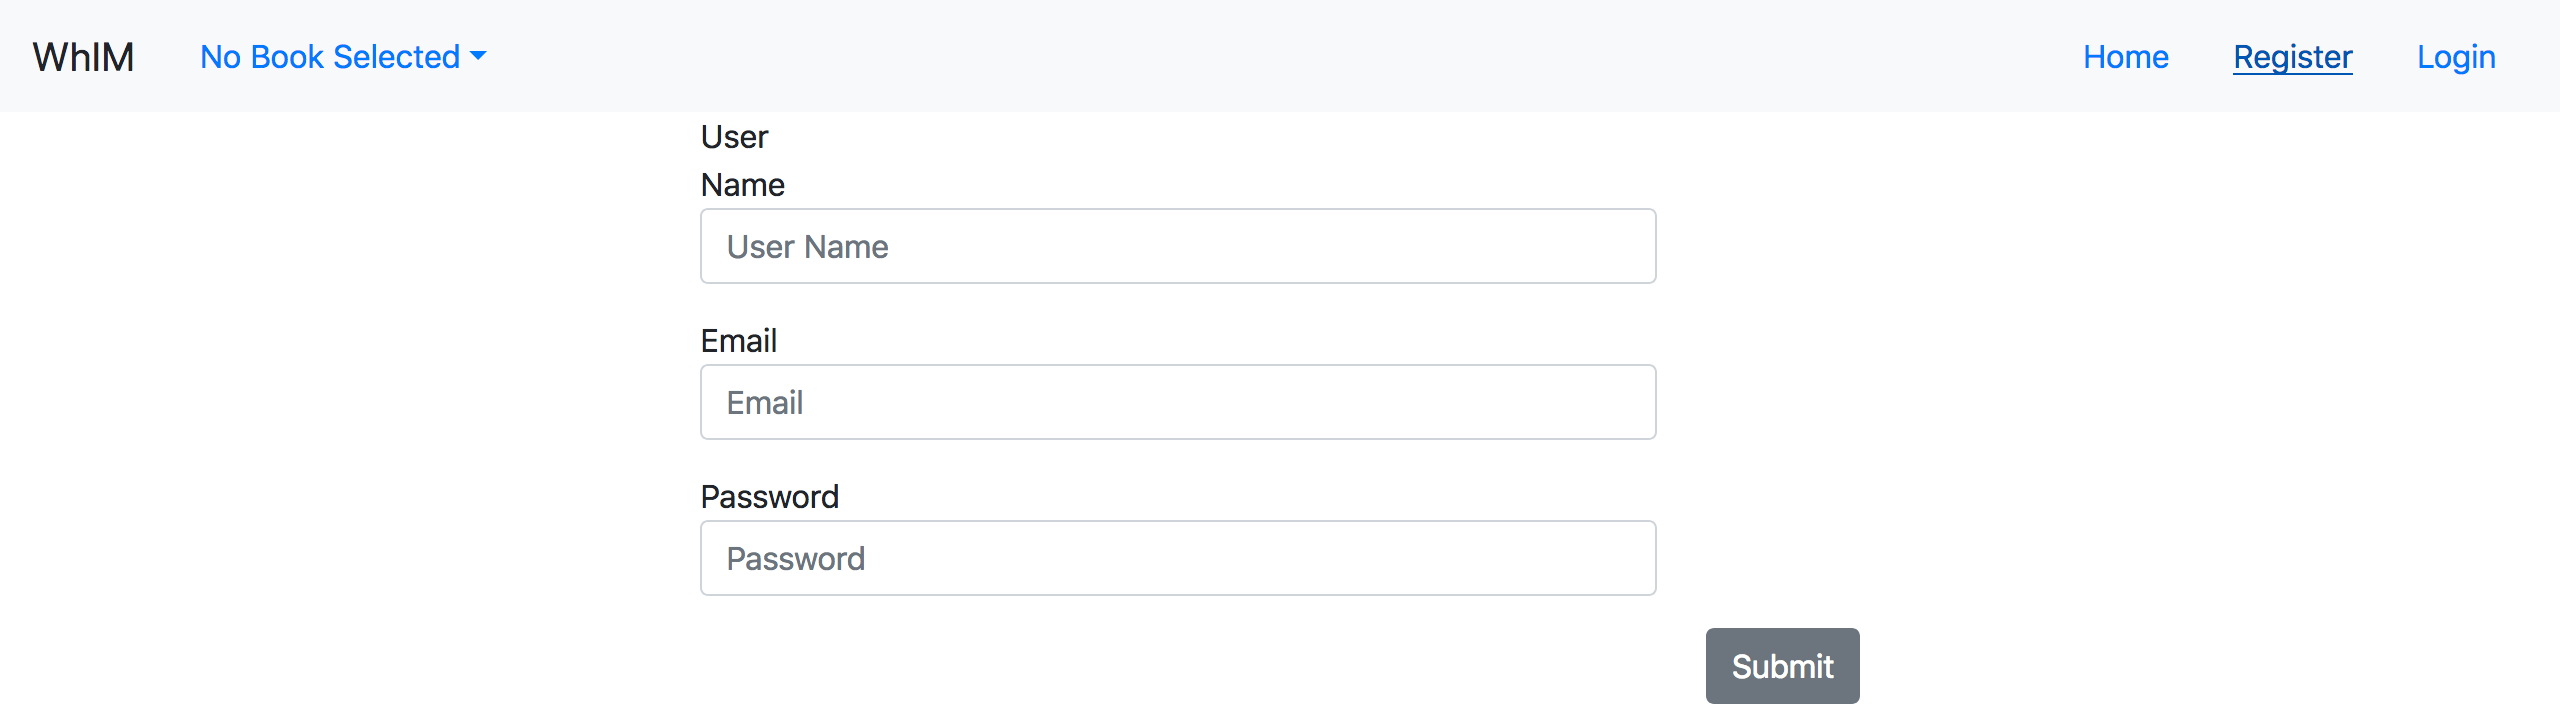 WhIM No Book Selected Home Register Login
User
Name
User Name
Email
Email
Password
Password
Submit